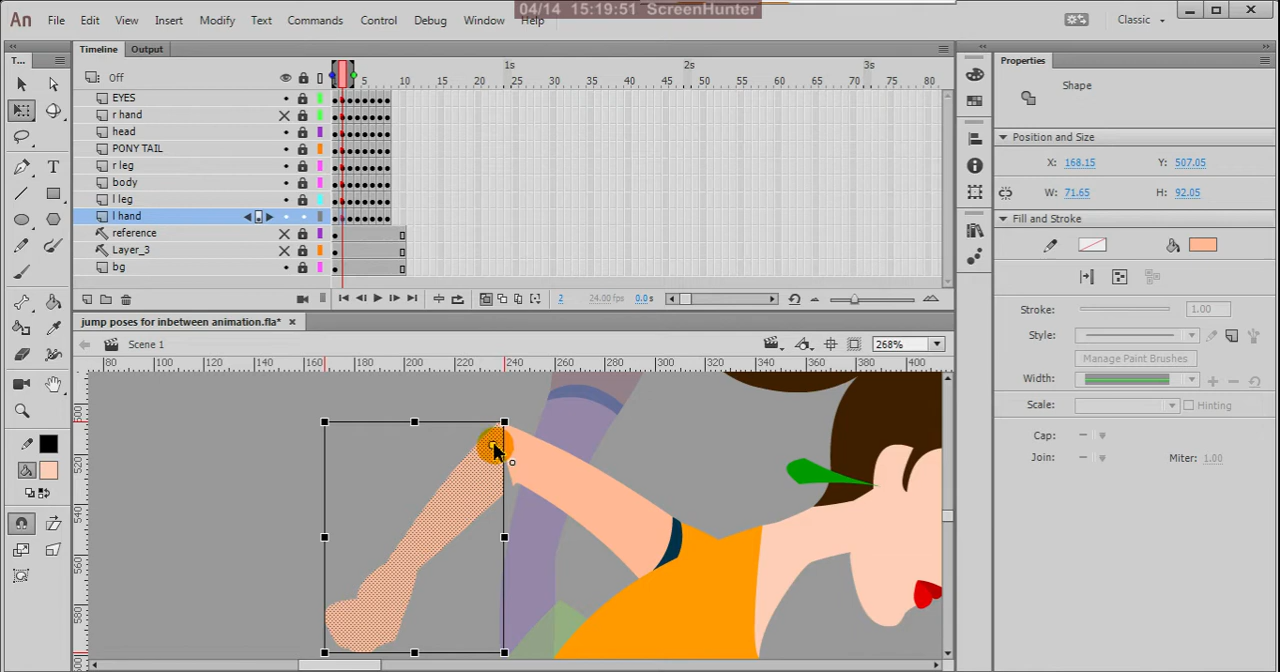 04/14 15:19:51 ScreenHunter
An File Edit View Insert Modify Text Commands Control Debug Window Help Classic
Timeline Output
T...
Off 1s 2s 3s
5 10 15 20 25 30 35 40 45 50 55 60 65 70 75 80
EYES
r hand
head
PONY TAIL
r leg
body
l leg
l hand
reference
Layer_3
bg
2 24.00 fps 0.0 s
jump poses for inbetween animation.fla*
Scene 1 268%
80 100 120 140 160 180 200 220 240 260 280 300 320 340 360 380 400
520
540
560
580
Properties
Shape
Position and Size
X: 168.15 Y: 507.05
W: 71.65 H: 92.05
Fill and Stroke
Stroke: 1.00
Style:
Manage Paint Brushes
Width:
Scale: Hinting
Cap:
Join: Miter: 1.00